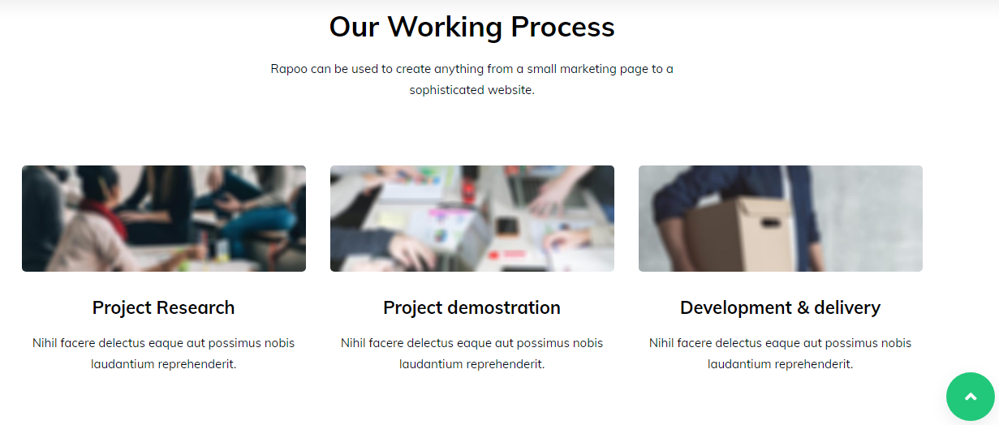 Our Working Process
Rapoo can be used to create anything from a small marketing page to a
sophisticated website.
Project Research
Nihil facere delectus eaque aut possimus nobis
laudantium reprehenderit.
Project demostration
Nihil facere delectus eaque aut possimus nobis
laudantium reprehenderit.
Development & delivery
Nihil facere delectus eaque aut possimus nobis
laudantium reprehenderit.